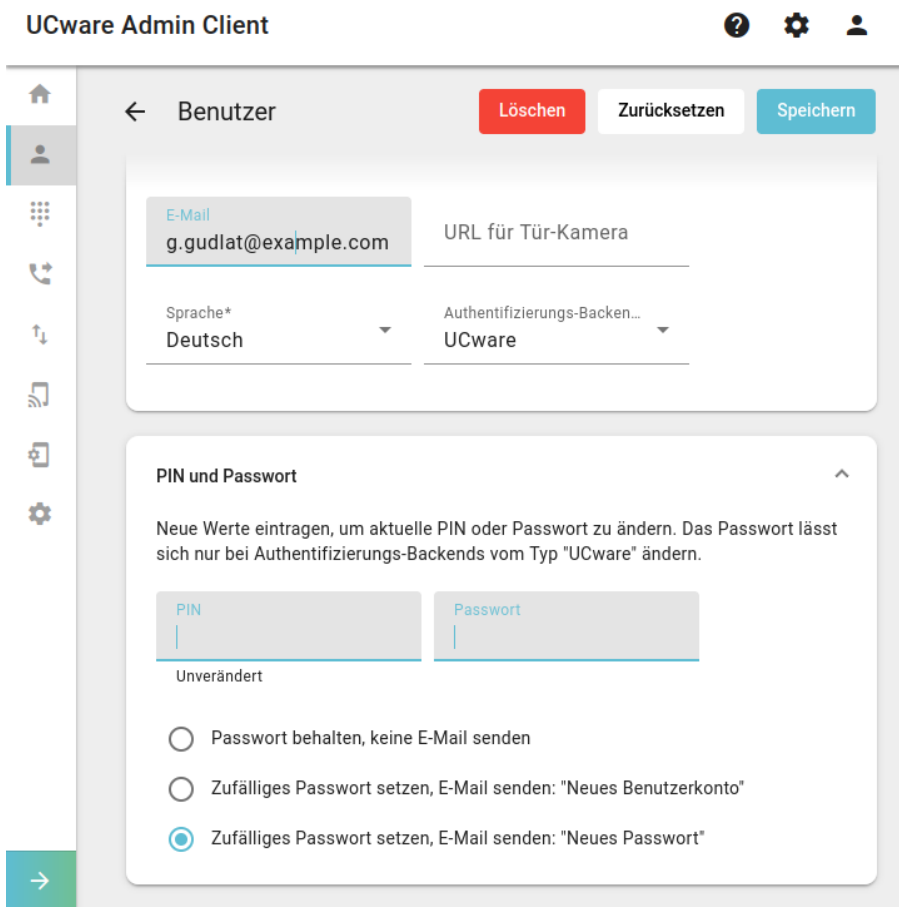 UCware Admin Client
Benutzer
Löschen
Zurücksetzen
Speichern
E-Mail
g.gudlat@example.com
URL für Tür-Kamera
Sprache*
Deutsch
Authentifizierungs-Backen...
UCware
PIN und Passwort
Neue Werte eintragen, um aktuelle PIN oder Passwort zu ändern. Das Passwort lässt
sich nur bei Authentifizierungs-Backends vom Typ "UCware" ändern.
PIN
Passwort
Unverändert
Passwort behalten, keine E-Mail senden
Zufälliges Passwort setzen, E-Mail senden: "Neues Benutzerkonto"
Zufälliges Passwort setzen, E-Mail senden: "Neues Passwort"